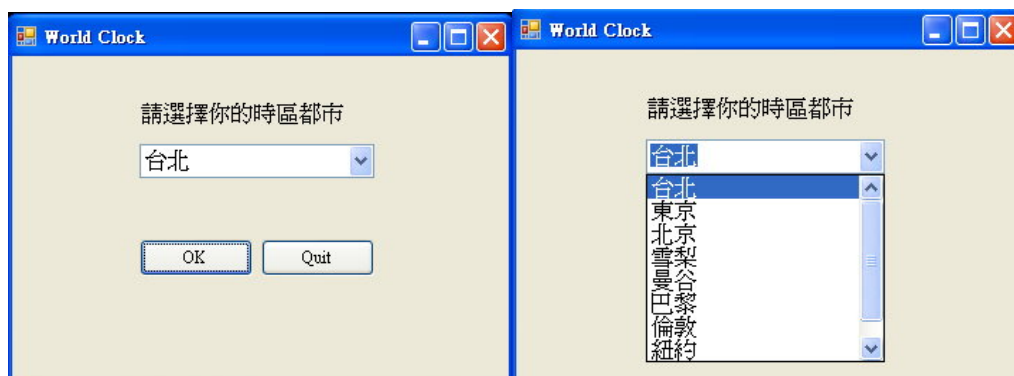 World Clock
請選擇你的時區都市
台北
OK
Quit
World Clock
請選擇你的時區都市
台北
台北
東京
北京
雪梨
曼谷
巴黎
倫敦
紐約